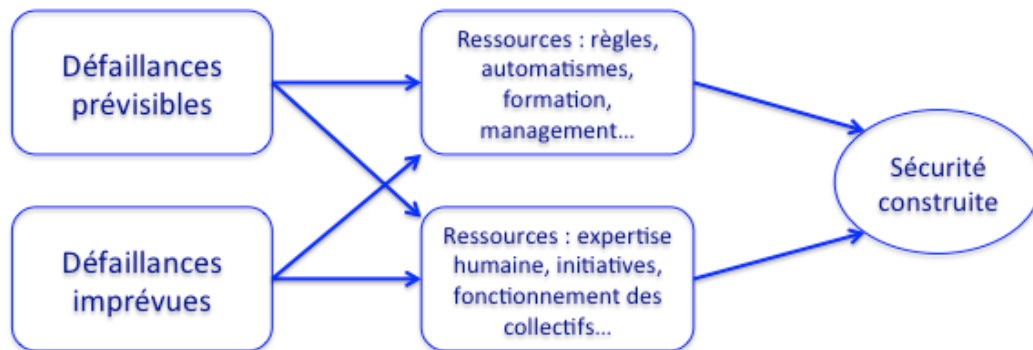 Défaillances
prévisibles
Ressources : règles,
automatismes,
formation,
management...
Sécurité
construite
Défaillances
imprévues
Ressources : expertise
humaine, initiatives,
fonctionnement des
collectifs...